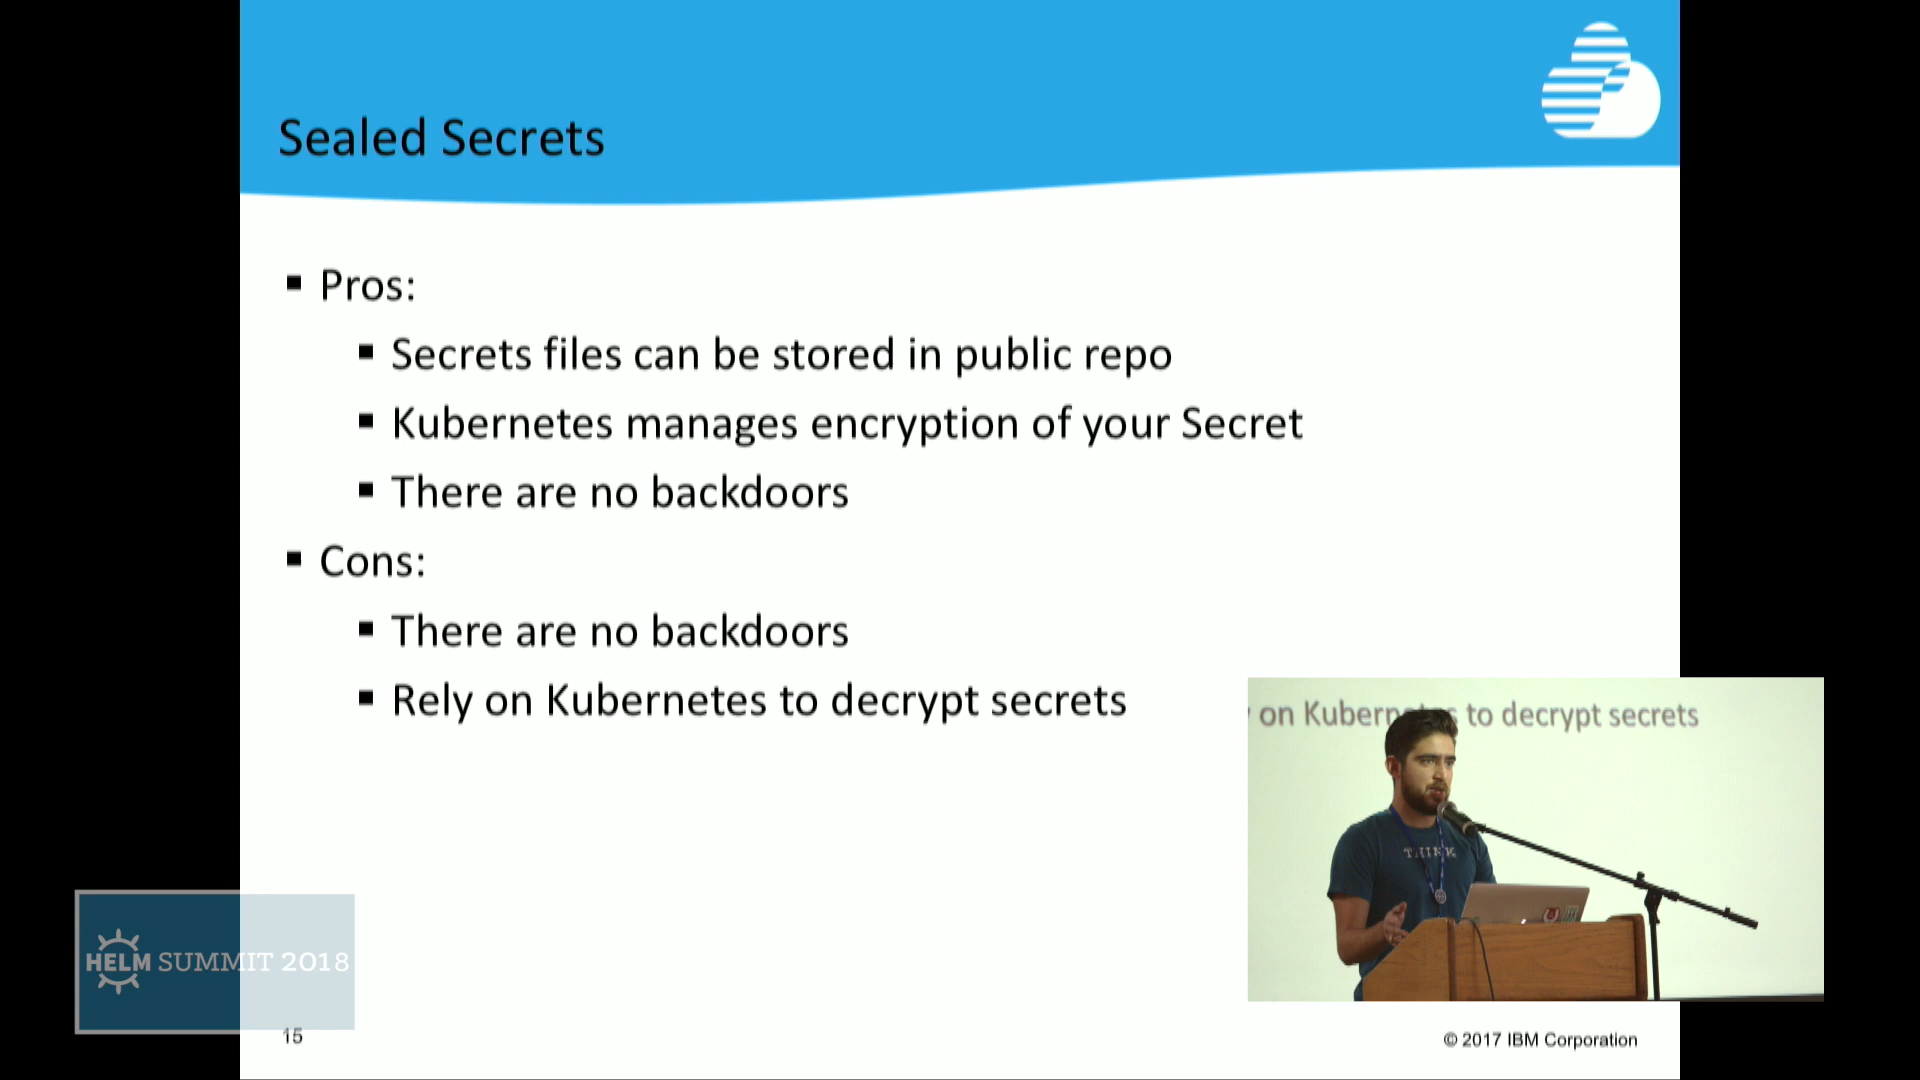 Sealed Secrets
Pros:
Secrets files can be stored in public repo
Kubernetes manages encryption of your Secret
There are no backdoors
Cons:
There are no backdoors
Rely on Kubernetes to decrypt secrets
on Kubern to decrypt secrets
THINK
HELM SUMMIT 2018
15
© 2017 IBM Corporation